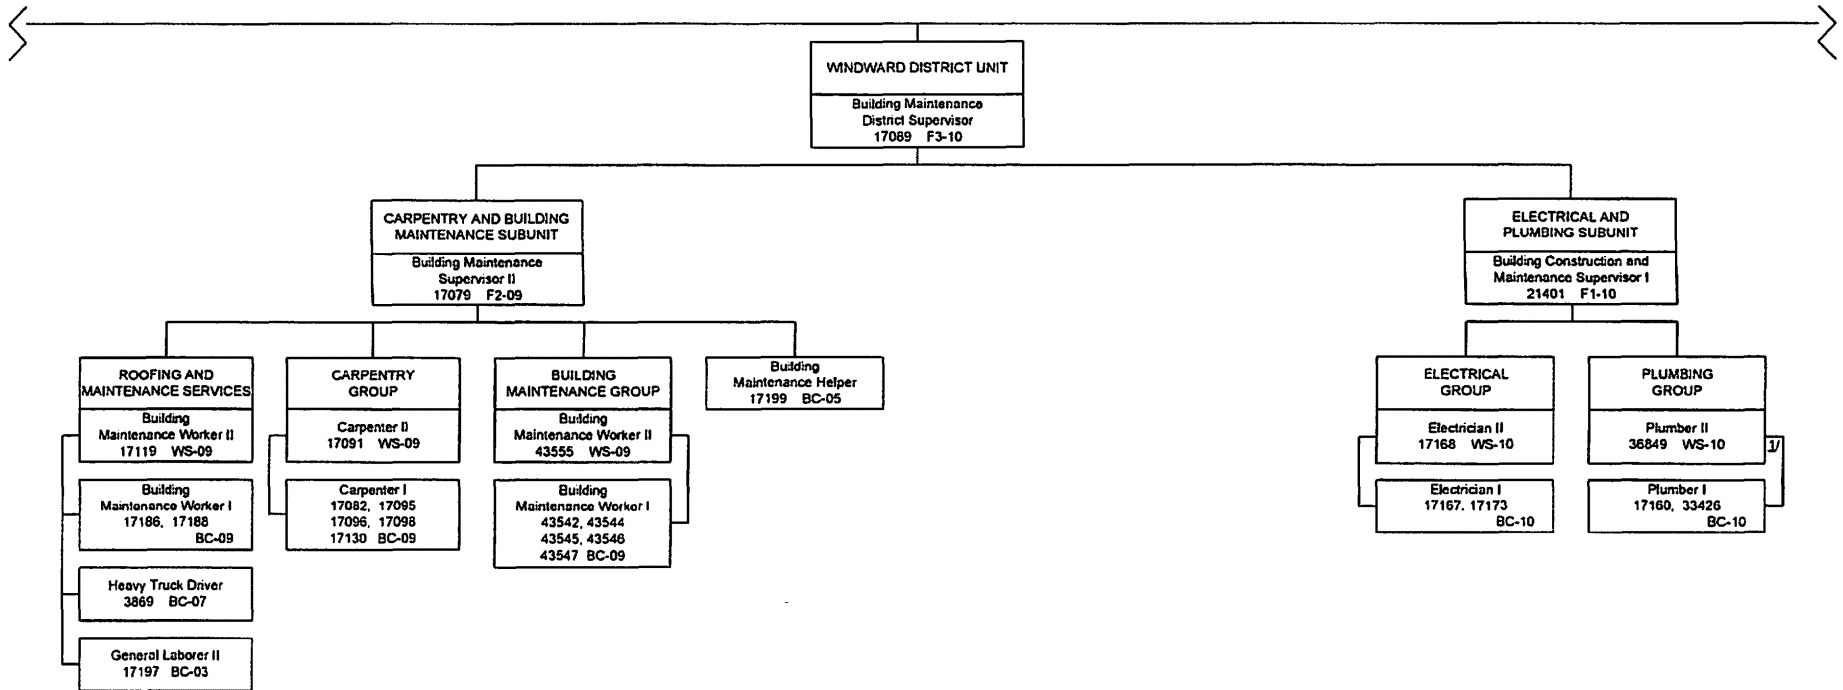 WINDWARD DISTRICT UNIT
Building Maintenance
District Supervisor
17089 F3-10
CARPENTRY AND BUILDING
MAINTENANCE SUBUNIT
Building Maintenance
Supervisor II
17079 F2-09
ELECTRICAL AND
PLUMBING SUBUNIT
Building Construction and
Maintenance Supervisor I
21401 F1-10
ROOFING AND
MAINTENANCE SERVICES
Building
Maintenance Worker II
17119 WS-09
Building
Maintenance Worker I
17186, 17188
BC-09
Heavy Truck Driver
3869 BC-07
General Laborer II
17197 BC-03
CARPENTRY
GROUP
Carpenter II
17091 WS-09
Carpenter I
17082, 17095
17096, 17098
17130 BC-09
BUILDING
MAINTENANCE GROUP
Building
Maintenance Worker II
43555 WS-09
Building
Maintenance Worker I
43542, 43544
43545, 43546
43547 BC-09
Building
Maintenance Helper
17199 BC-05
ELECTRICAL
GROUP
Electrician II
17168 WS-10
Electrician I
17167, 17173
BC-10
PLUMBING
GROUP
Plumber II
36849 WS-10
1/
Plumber I
17160, 33426
BC-10